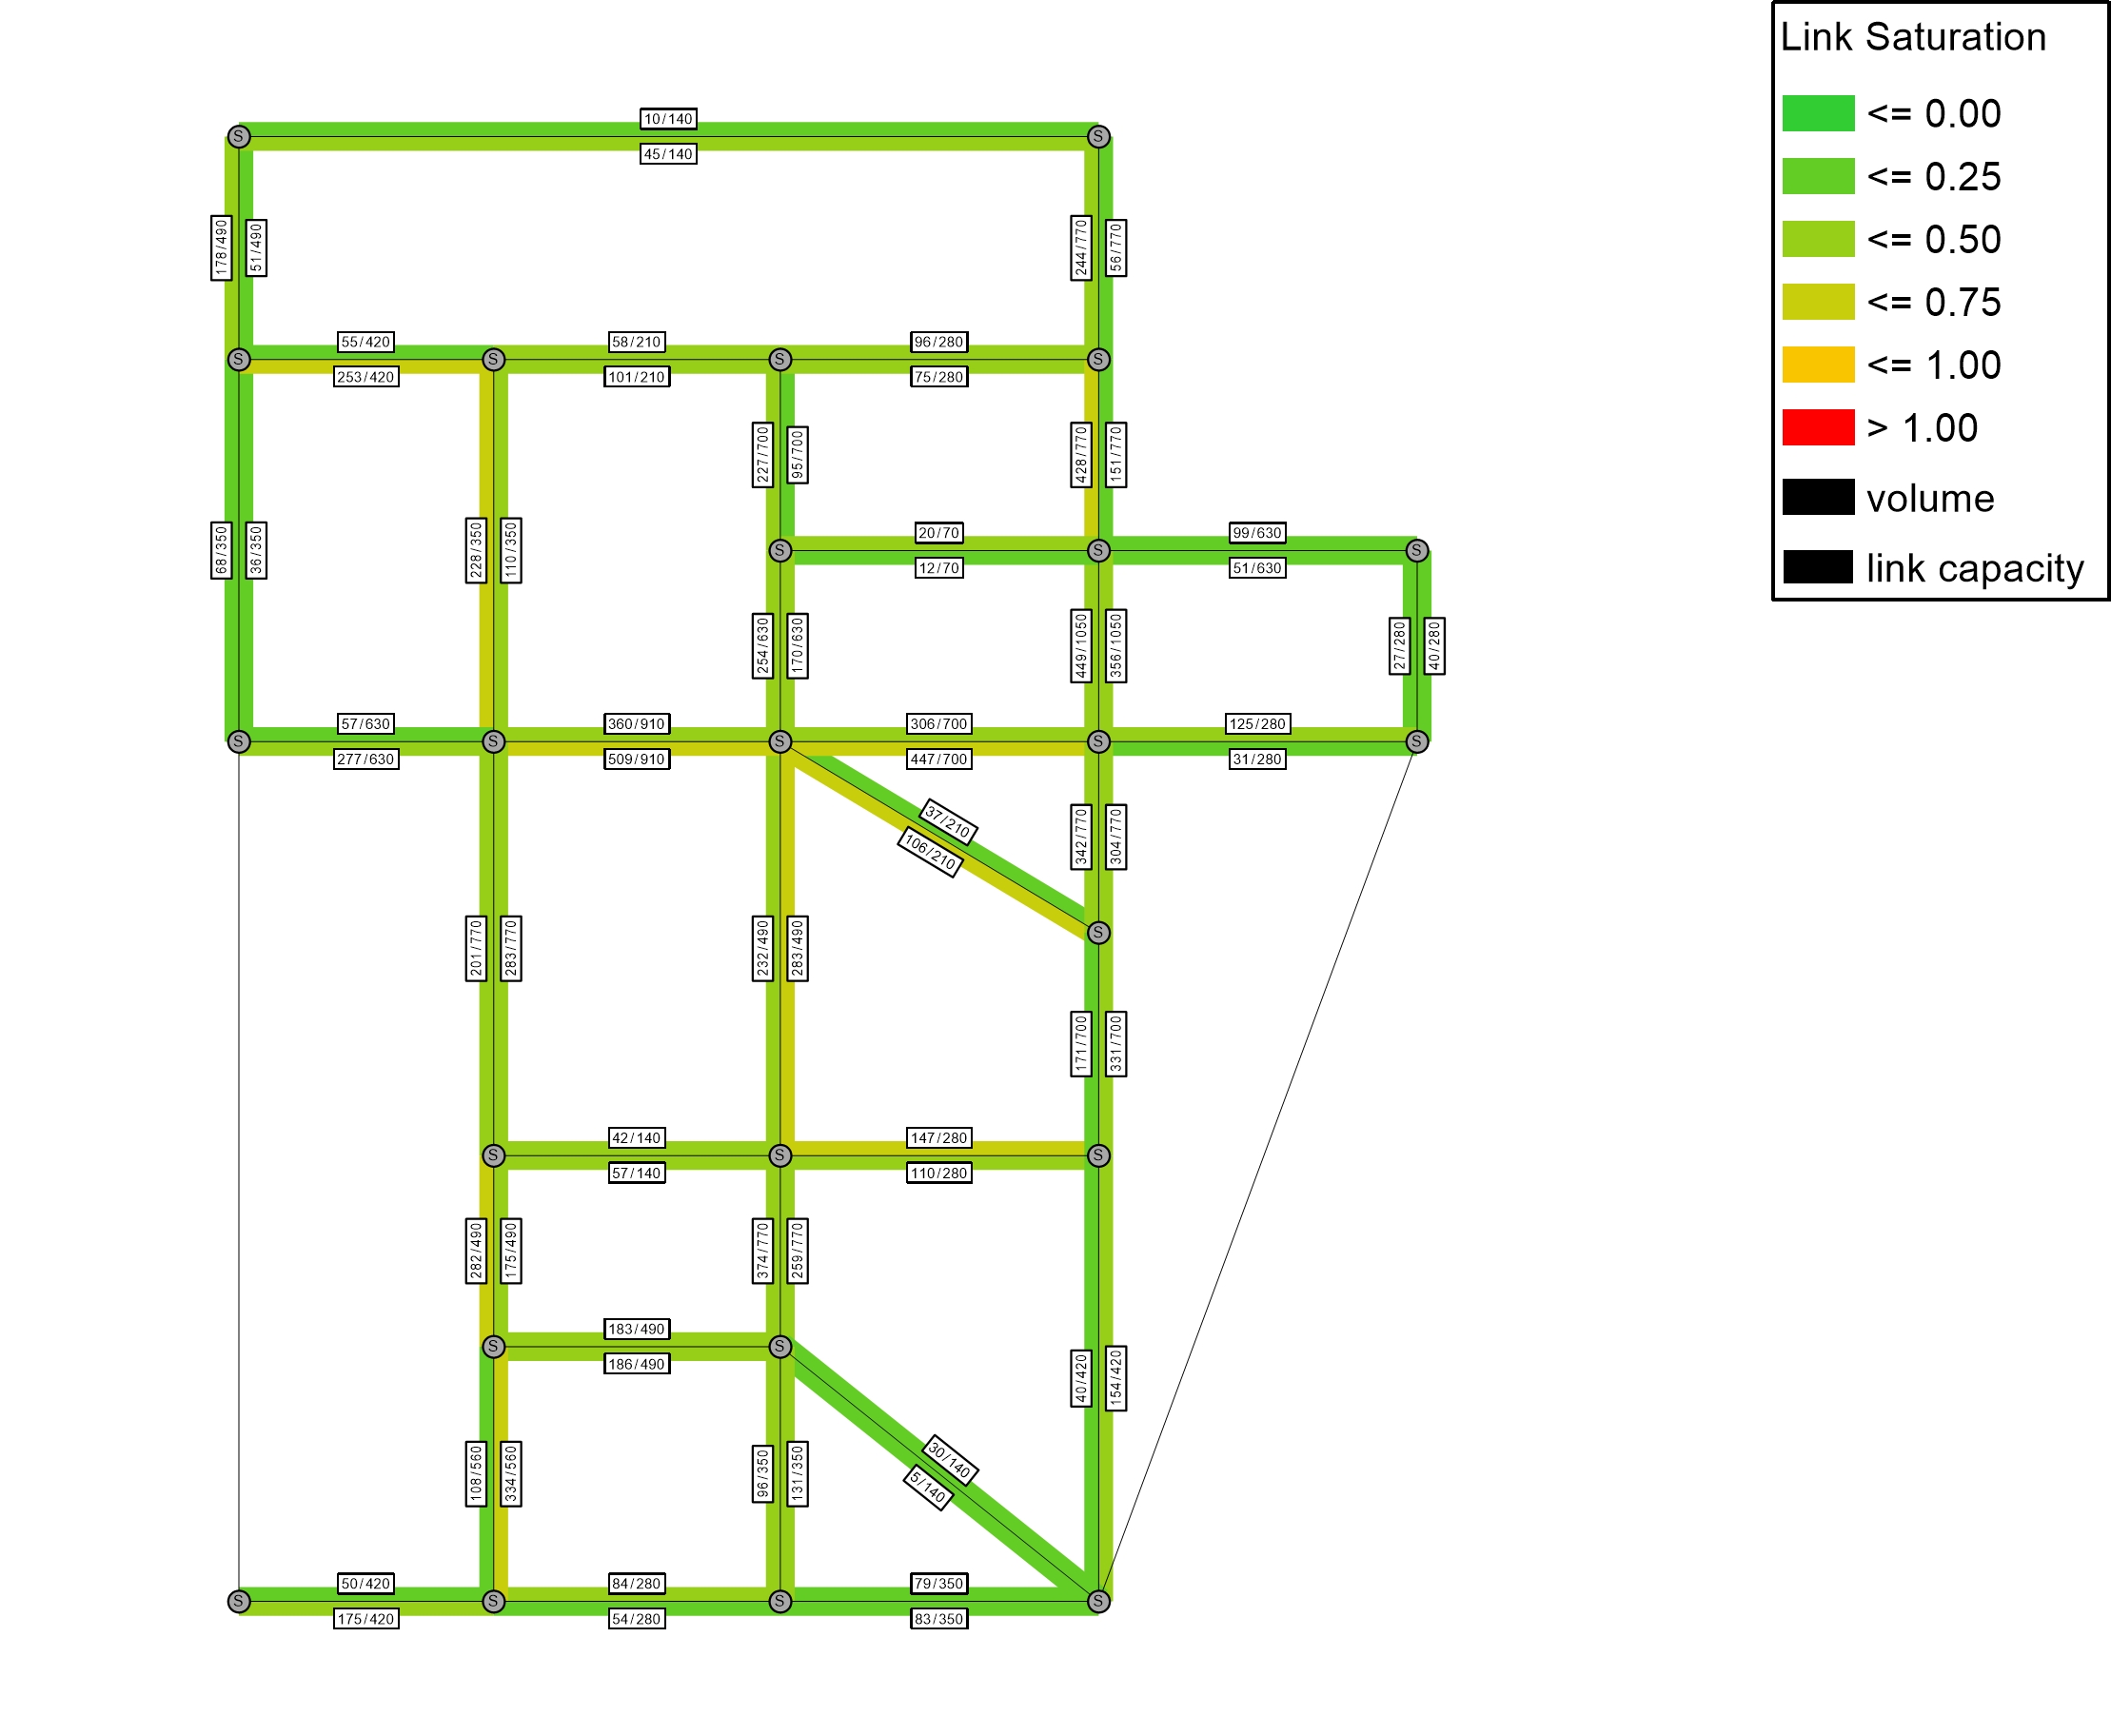 Link Saturation
<= 0.00
<= 0.25
<= 0.50
<= 0.75
<= 1.00
> 1.00
volume
link capacity
10/140
S S
45/140
178/490 51/490 244/770 56/770
55/420 58/210 96/280
S S S S
253/420 101/210 75/280
227/700 95/700 428/770 151/770
20/70 99/630
68/350 36/350 228/350 110/350 S S S
12/70 51/630
254/630 170/630 449/1050 356/1050 27/280 40/280
57/630 360/910 306/700 125/280
S S S S S
277/630 509/910 447/700 31/280
37/210 342/770 304/770
106/210
S
201/770 283/770 232/490 283/490
171/700 331/700
42/140 147/280
S S S
57/140 110/280
282/490 175/490 374/770 259/770
183/490
S S
186/490
40/420 154/420
30/140
108/560 334/560 96/350 131/350
5/140
50/420 84/280 79/350
S S S S
175/420 54/280 83/350